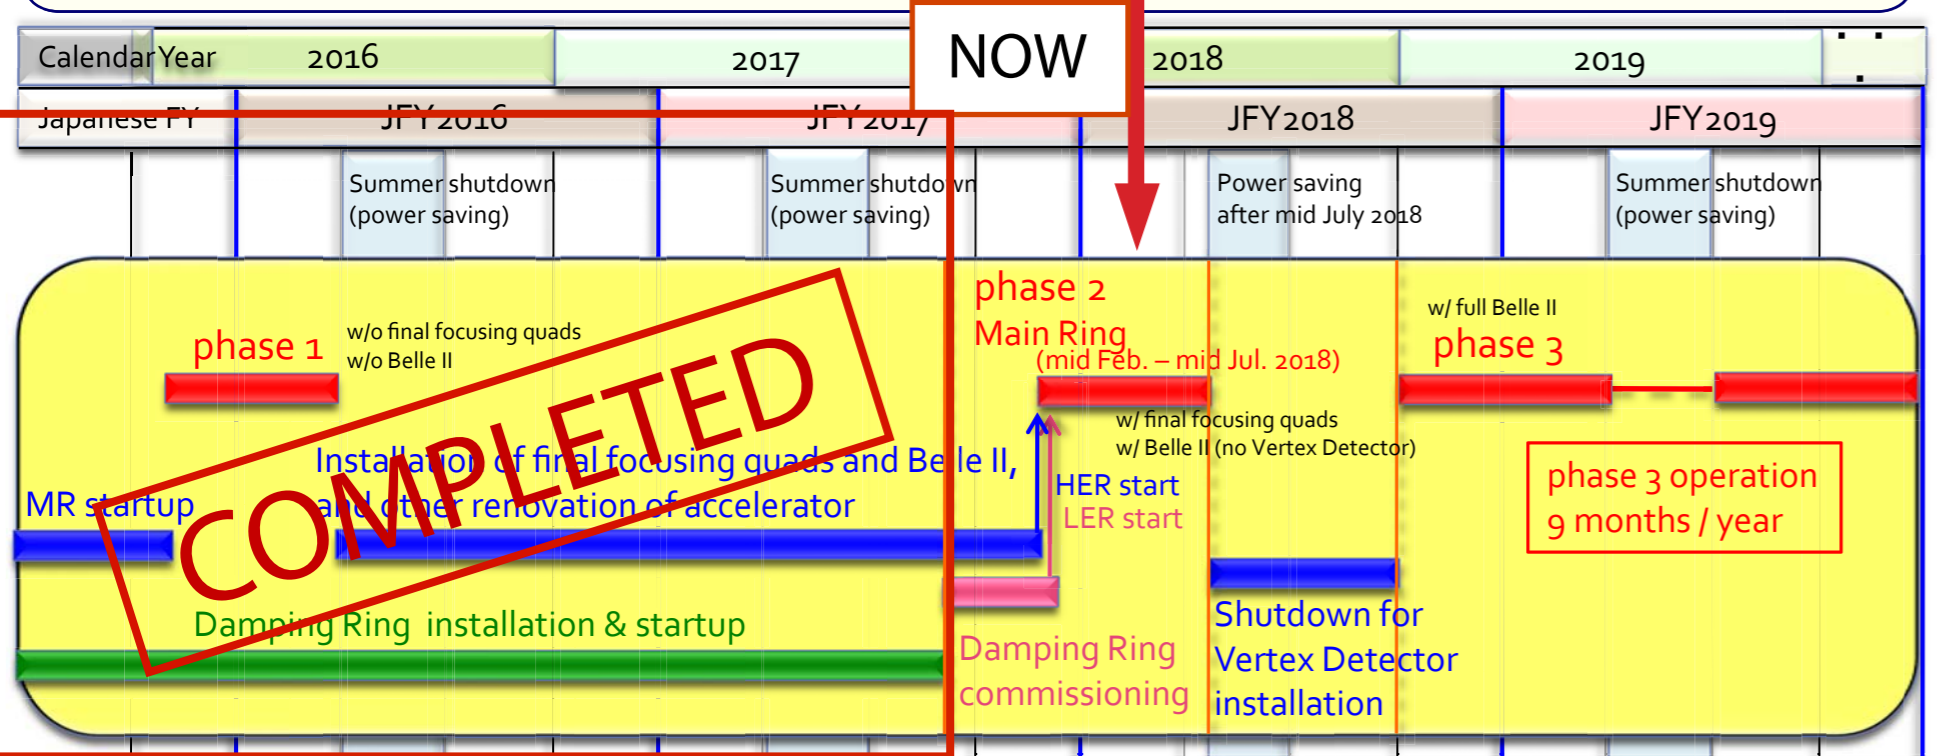 NOW
Calendar Year 2016 2017 2018 2019 . . .
Japanese FY JFY2016 JFY2017 JFY2018 JFY2019
Summer shutdown
(power saving)
Summer shutdown
(power saving)
Power saving
after mid July 2018
Summer shutdown
(power saving)
phase 1
w/o final focusing quads
w/o Belle II
phase 2
Main Ring
(mid Feb. – mid Jul. 2018)
w/ final focusing quads
w/ Belle II (no Vertex Detector)
w/ full Belle II
phase 3
COMPLETED
MR startup
Installation of final focusing quads and Belle II,
and other renovation of accelerator
HER start
LER start
phase 3 operation
9 months / year
Damping Ring installation & startup
Damping Ring
commissioning
Shutdown for
Vertex Detector
installation